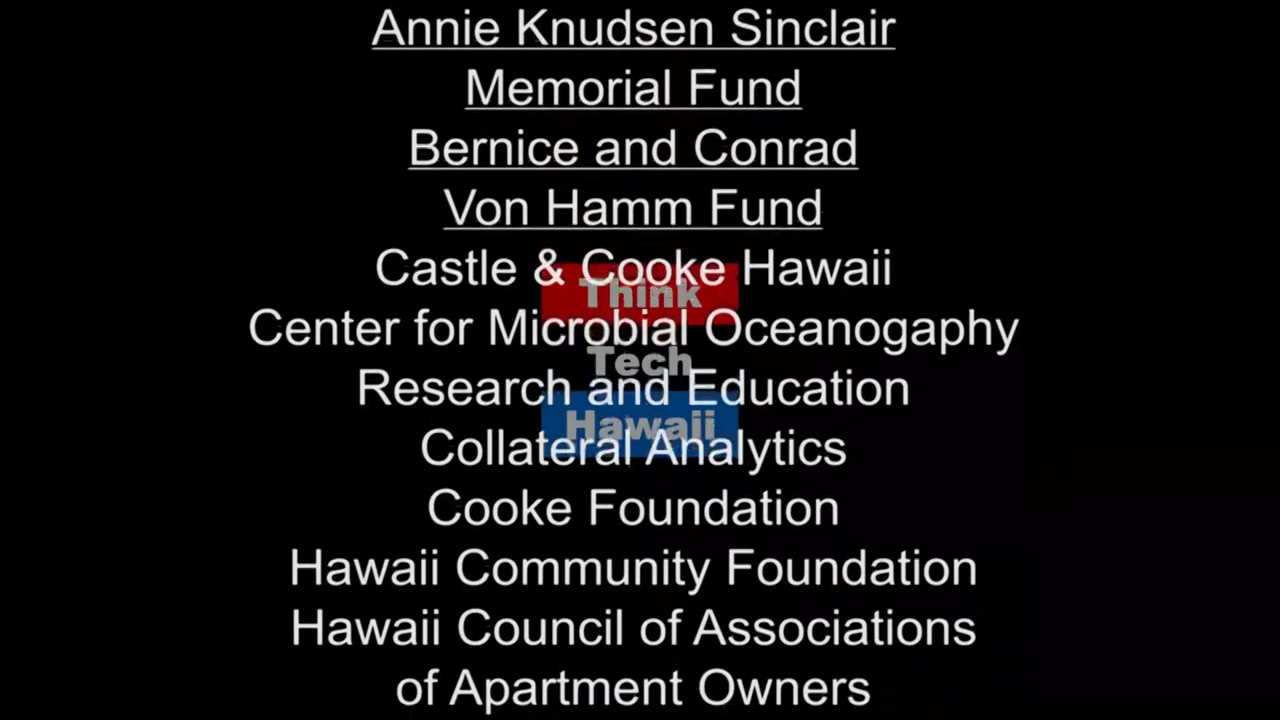 Annie Knudsen Sinclair
Memorial Fund
Bernice and Conrad
Von Hamm Fund
Castle & Cooke Hawaii
Think
Center for Microbial Oceanogaphy
Tech
Research and Education
Hawaii
Collateral Analytics
Cooke Foundation
Hawaii Community Foundation
Hawaii Council of Associations
of Apartment Owners